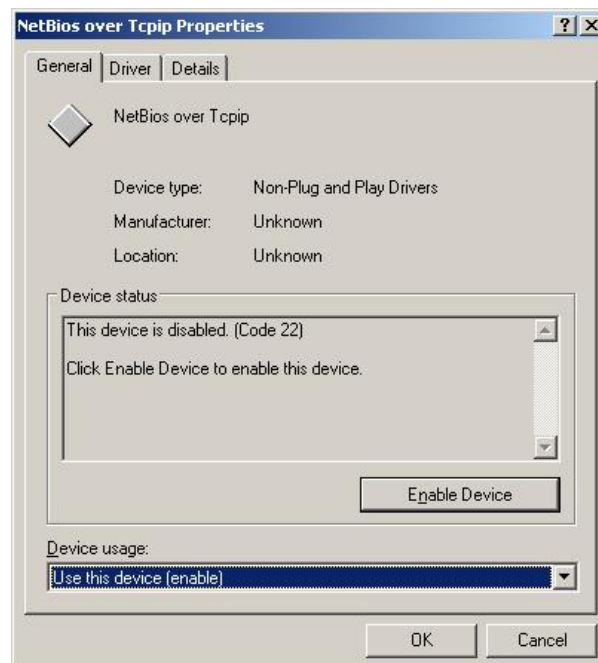 NetBios over Tcpip Properties
General Driver Details
NetBios over Tcpip
Device type: Non-Plug and Play Drivers
Manufacturer: Unknown
Location: Unknown
Device status
This device is disabled. (Code 22)
Click Enable Device to enable this device.
Enable Device
Device usage:
Use this device (enable)
OK Cancel